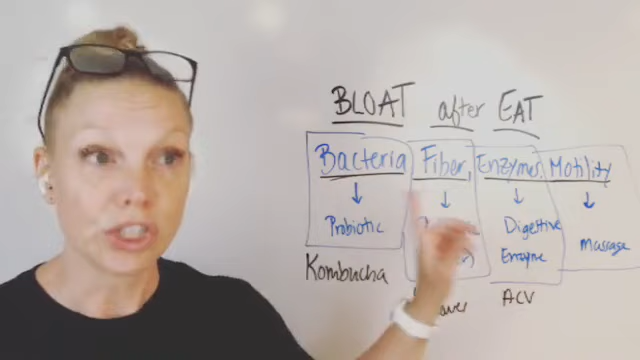 BLOAT after EAT
Bacteria Fiber, Enzymes, Motility
Probiotic Digestive Massage
Enzyme
Kombucha ACV